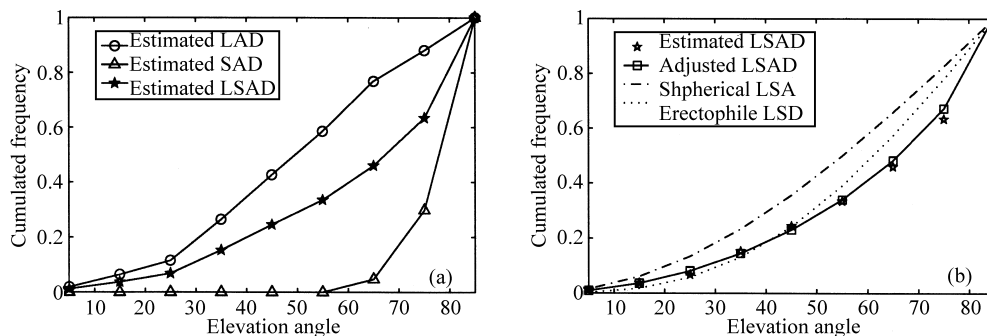 1
0.8
0.6
0.4
0.2
0
Cumulated frequency
Estimated LAD
Estimated SAD
Estimated LSAD
(a)
10 20 30 40 50 60 70 80
Elevation angle
1
0.8
0.6
0.4
0.2
0
Cumulated frequency
Estimated LSAD
Adjusted LSAD
Shpherical LSA
Erectophile LSD
(b)
10 20 30 40 50 60 70 80
Elevation angle